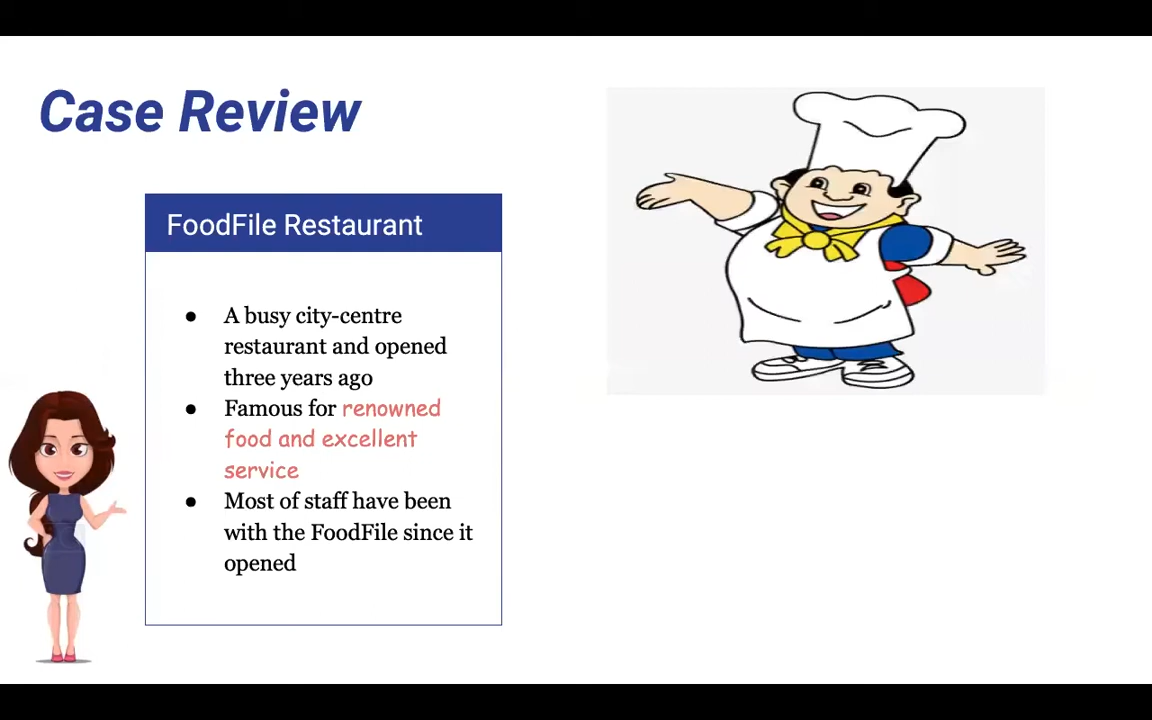 Case Review
FoodFile Restaurant
● A busy city-centre
restaurant and opened
three years ago
● Famous for renowned
food and excellent
service
● Most of staff have been
with the FoodFile since it
opened